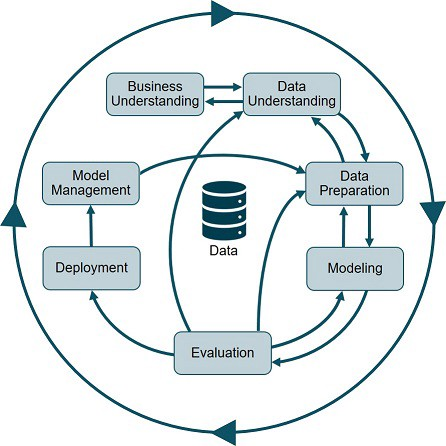 Business
Understanding
Data
Understanding
Model
Management
Data
Preparation
Data
Deployment
Modeling
Evaluation